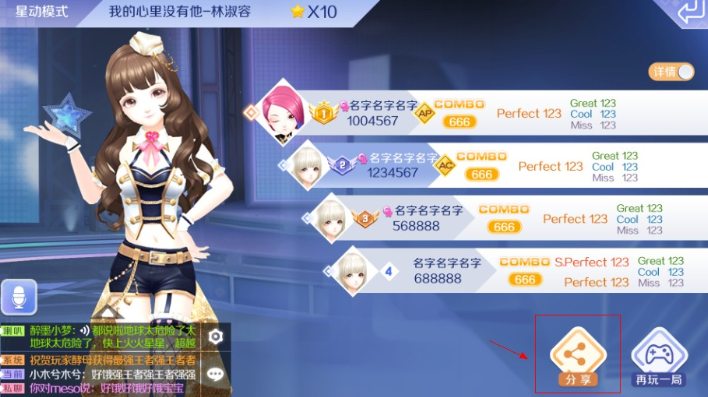 星动模式
我的心里没有他-林淑容
X10
详情
1
名字名字名字
1004567
AP
COMBO
666
Perfect 123
Great 123
Cool 123
Miss 123
2
名字名字名字
1234567
AC
COMBO
666
Perfect 123
Great 123
Cool 123
Miss 123
3
名字名字名字
568888
COMBO
666
Perfect 123
Great 123
Cool 123
Miss 123
4
名字名字名字
688888
COMBO
666
S.Perfect 123
Perfect 123
Great 123
Cool 123
Miss 123
喇叭 醉墨小梦: 都说啦地球太危险了太
地球太危险了，快上火火星星，超越
系统 祝贺玩家酵母获得最强王者强王者者
当前 小木兮木兮：好饿强王者强王者强强
私聊 你对meso说：好饿好饿好饿宝宝
分享
再玩一局